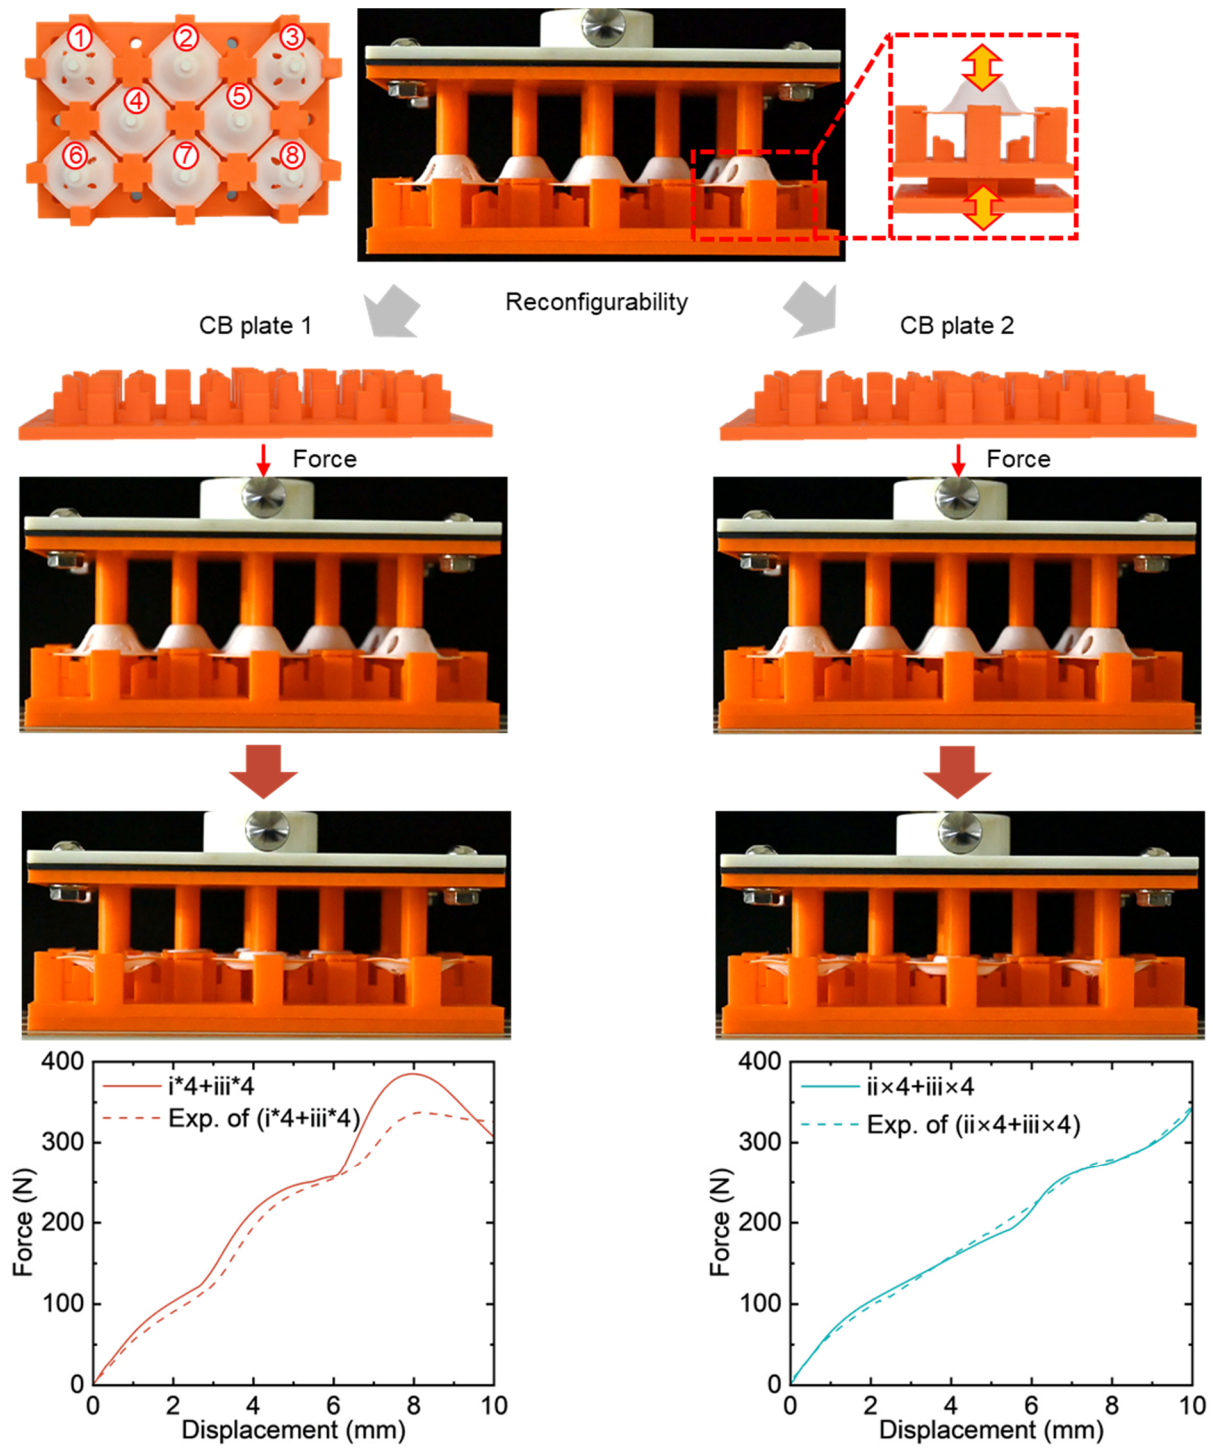 ① ② ③
④ ⑤
⑥ ⑦ ⑧
Reconfigurability
CB plate 1
CB plate 2
Force
Force
400
300
200
100
0
Force (N)
i*4+iii*4
Exp. of (i*4+iii*4)
0 2 4 6 8 10
Displacement (mm)
400
300
200
100
0
Force (N)
ii×4+iii×4
Exp. of (ii×4+iii×4)
0 2 4 6 8 10
Displacement (mm)